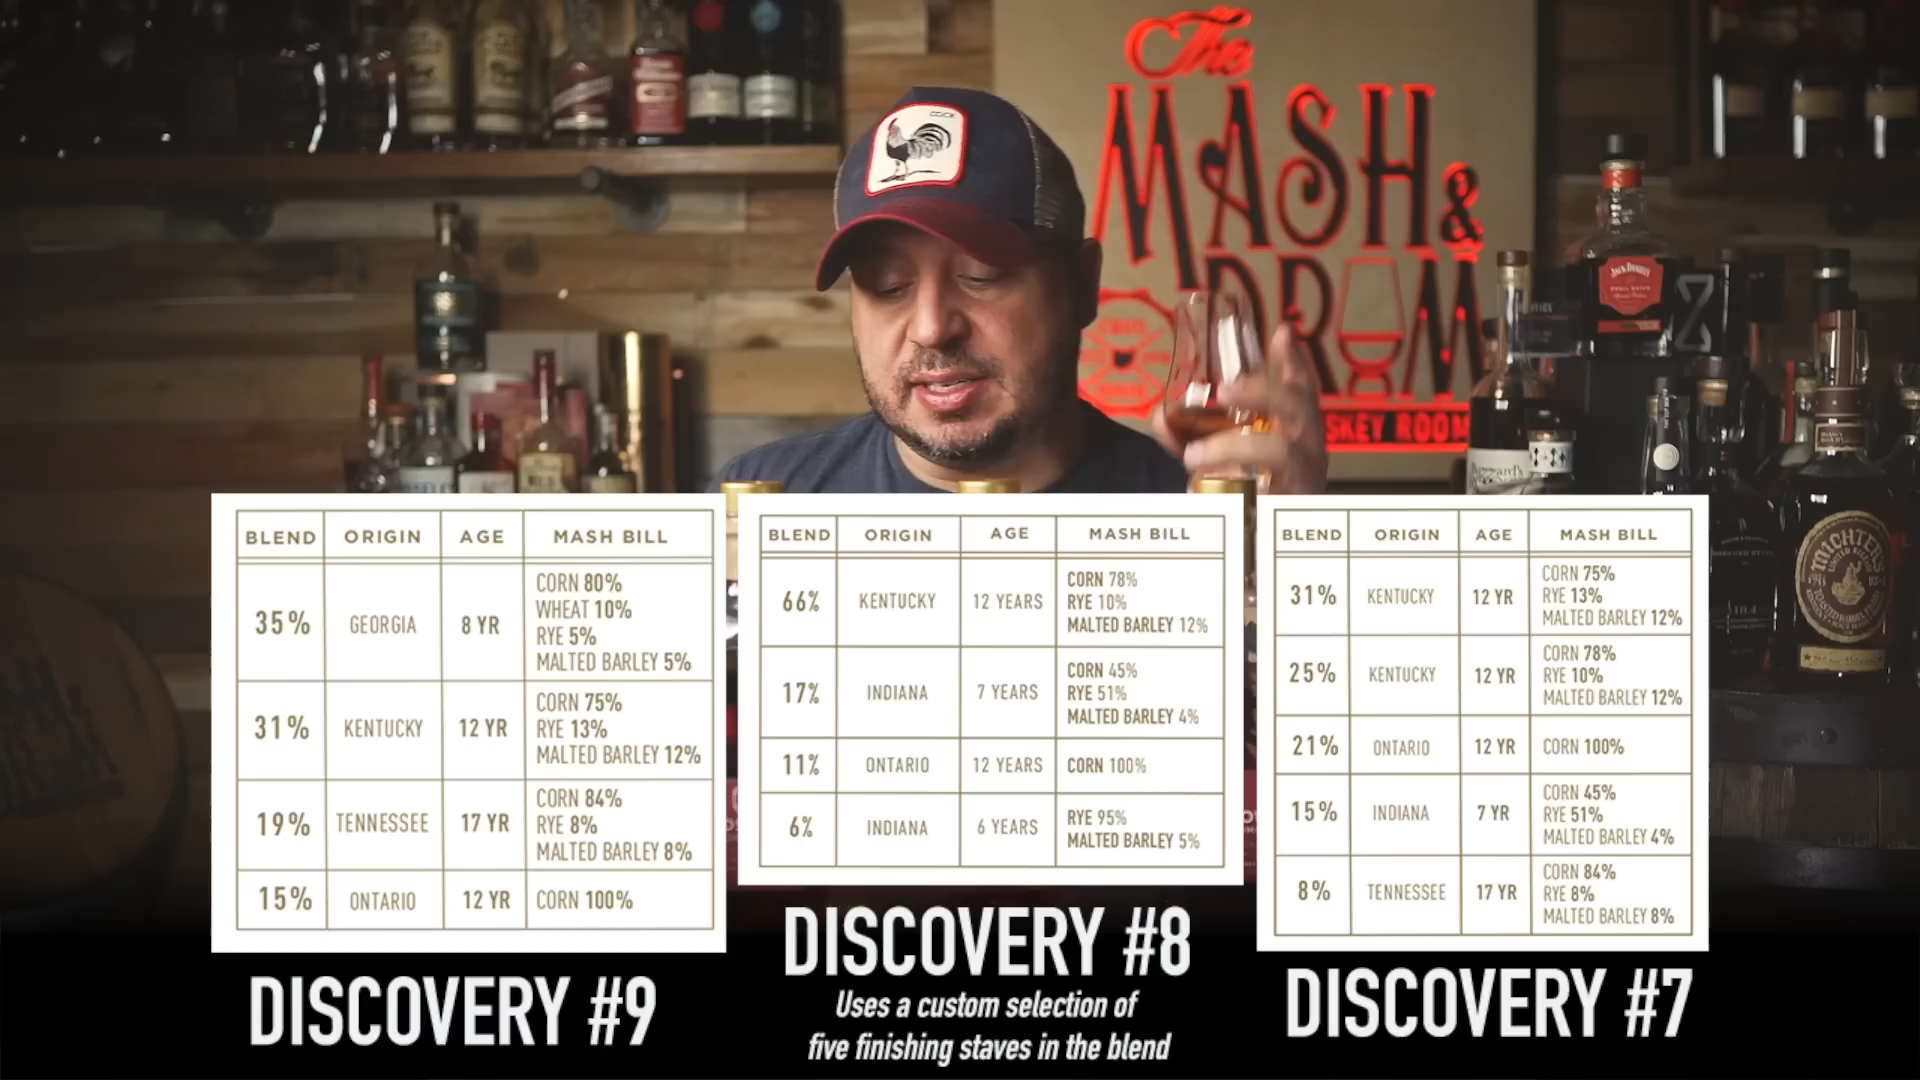 COCK
The
MASH &
DRUM
SKEY ROOM
JACK DANIEL'S
MICHTER'S
BLEND ORIGIN AGE MASH BILL
35% GEORGIA 8 YR CORN 80%
WHEAT 10%
RYE 5%
MALTED BARLEY 5%
31% KENTUCKY 12 YR CORN 75%
RYE 13%
MALTED BARLEY 12%
19% TENNESSEE 17 YR CORN 84%
RYE 8%
MALTED BARLEY 8%
15% ONTARIO 12 YR CORN 100%
DISCOVERY #9
BLEND ORIGIN AGE MASH BILL
66% KENTUCKY 12 YEARS CORN 78%
RYE 10%
MALTED BARLEY 12%
17% INDIANA 7 YEARS CORN 45%
RYE 51%
MALTED BARLEY 4%
11% ONTARIO 12 YEARS CORN 100%
6% INDIANA 6 YEARS RYE 95%
MALTED BARLEY 5%
DISCOVERY #8
Uses a custom selection of
five finishing staves in the blend
BLEND ORIGIN AGE MASH BILL
31% KENTUCKY 12 YR CORN 75%
RYE 13%
MALTED BARLEY 12%
25% KENTUCKY 12 YR CORN 78%
RYE 10%
MALTED BARLEY 12%
21% ONTARIO 12 YR CORN 100%
15% INDIANA 7 YR CORN 45%
RYE 51%
MALTED BARLEY 4%
8% TENNESSEE 17 YR CORN 84%
RYE 8%
MALTED BARLEY 8%
DISCOVERY #7